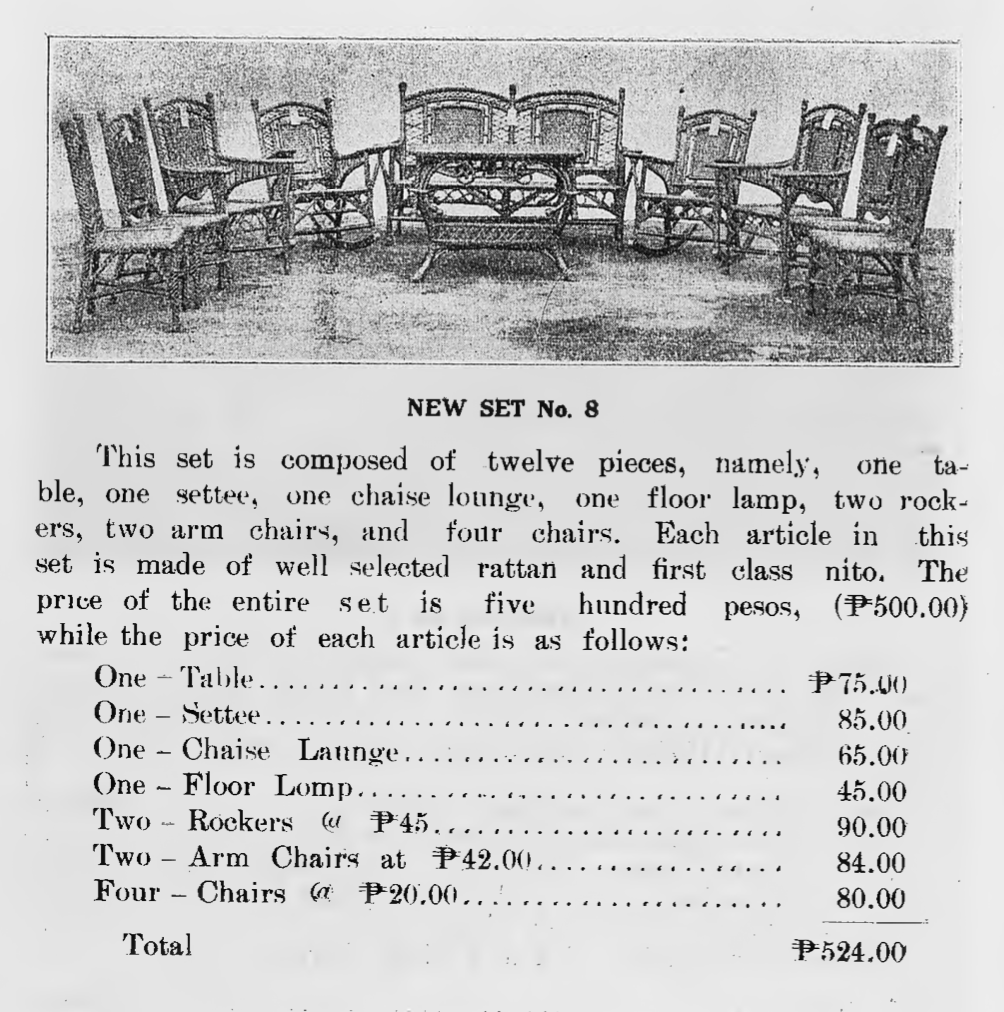 NEW SET No. 8
This set is composed of twelve pieces, namely, one ta-
ble, one settee, one chaise lounge, one floor lamp, two rock-
ers, two arm chairs, and four chairs. Each article in this
set is made of well selected rattan and first class nito. The
price of the entire set is five hundred pesos, (₱500.00)
while the price of each article is as follows:
One – Table........................................ ₱75.00
One – Settee........................................ 85.00
One – Chaise Launge............................... 65.00
One – Floor Lomp.................................. 45.00
Two – Rockers @ ₱45............................. 90.00
Two – Arm Chairs at ₱42.00..................... 84.00
Four – Chairs @ ₱20.00........................... 80.00
Total ₱524.00